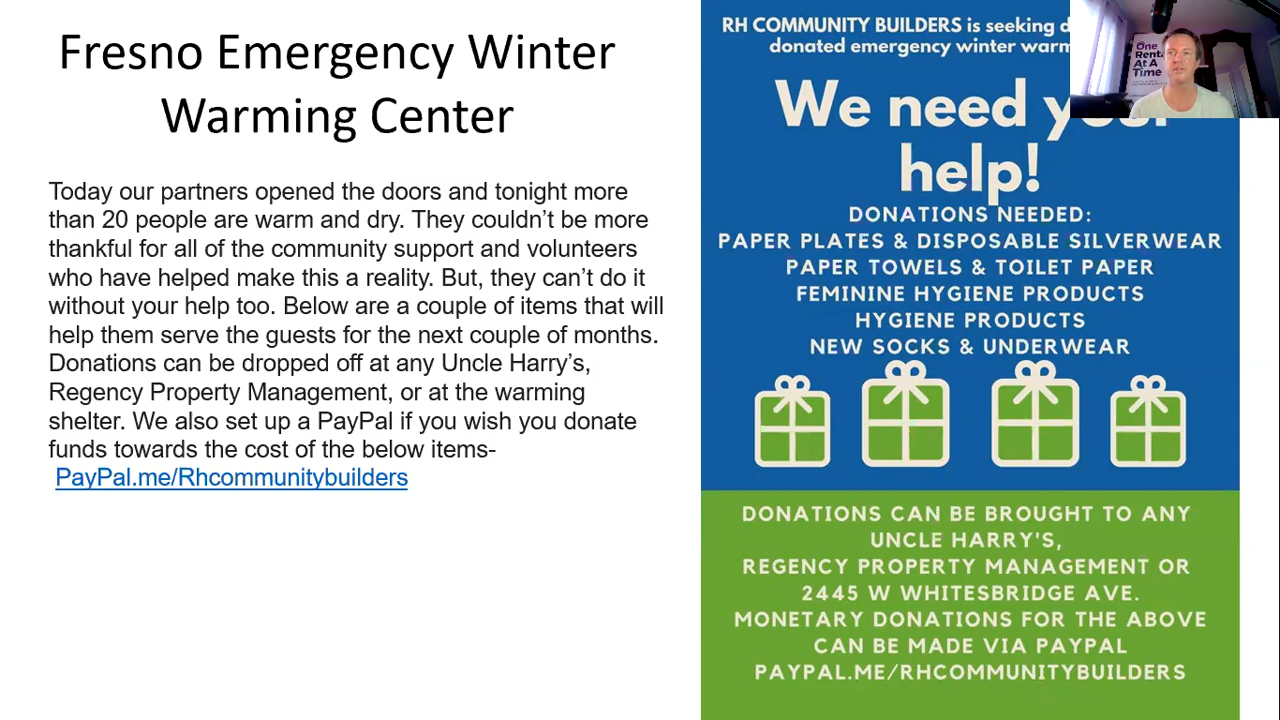 Fresno Emergency Winter
Warming Center
Today our partners opened the doors and tonight more
than 20 people are warm and dry. They couldn’t be more
thankful for all of the community support and volunteers
who have helped make this a reality. But, they can’t do it
without your help too. Below are a couple of items that will
help them serve the guests for the next couple of months.
Donations can be dropped off at any Uncle Harry’s,
Regency Property Management, or at the warming
shelter. We also set up a PayPal if you wish you donate
funds towards the cost of the below items-
PayPal.me/Rhcommunitybuilders
RH COMMUNITY BUILDERS is seeking
donated emergency winter
We need your
help!
DONATIONS NEEDED:
PAPER PLATES & DISPOSABLE SILVERWEAR
PAPER TOWELS & TOILET PAPER
FEMININE HYGIENE PRODUCTS
HYGIENE PRODUCTS
NEW SOCKS & UNDERWEAR
DONATIONS CAN BE BROUGHT TO ANY
UNCLE HARRY'S,
REGENCY PROPERTY MANAGEMENT OR
2445 W WHITESBRIDGE AVE.
MONETARY DONATIONS FOR THE ABOVE
CAN BE MADE VIA PAYPAL
PAYPAL.ME/RHCOMMUNITYBUILDERS
One
At A
Time